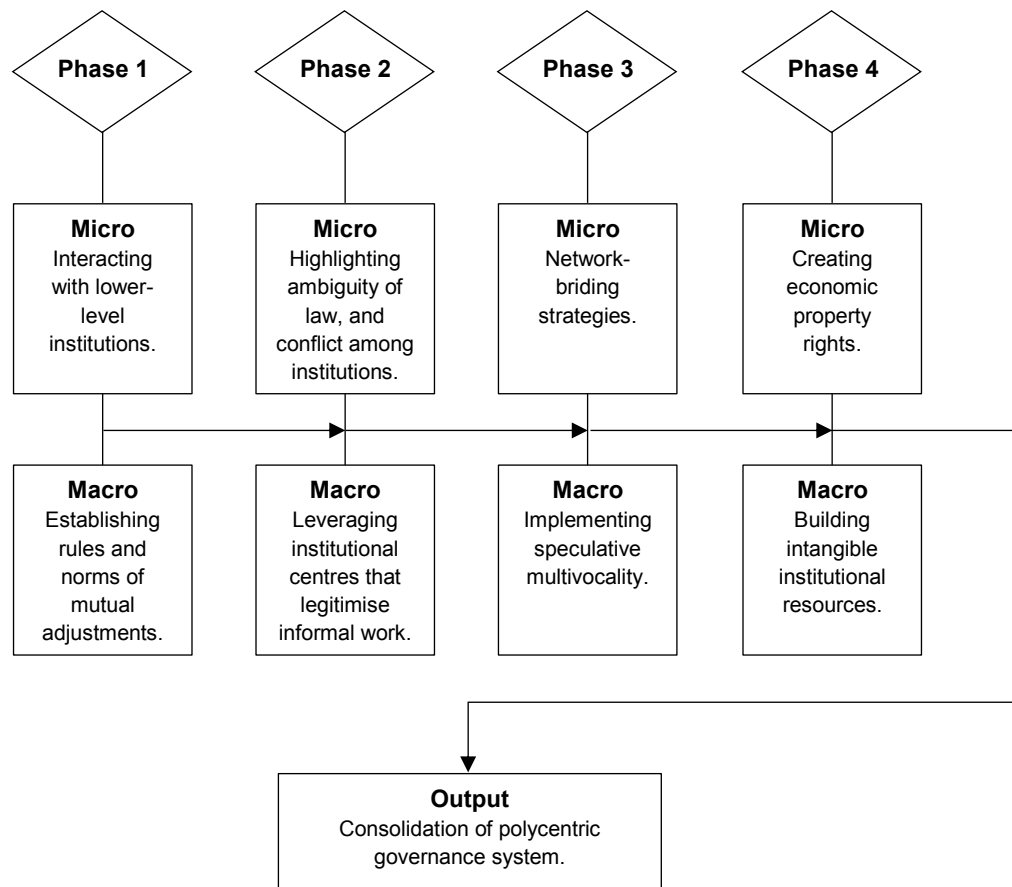 Phase 1
Phase 2
Phase 3
Phase 4
Micro
Interacting
with lower-
level
institutions.
Micro
Highlighting
ambiguity of
law, and
conflict among
institutions.
Micro
Network-
briding
strategies.
Micro
Creating
economic
property
rights.
Macro
Establishing
rules and
norms of
mutual
adjustments.
Macro
Leveraging
institutional
centres that
legitimise
informal work.
Macro
Implementing
speculative
multivocality.
Macro
Building
intangible
institutional
resources.
Output
Consolidation of polycentric
governance system.